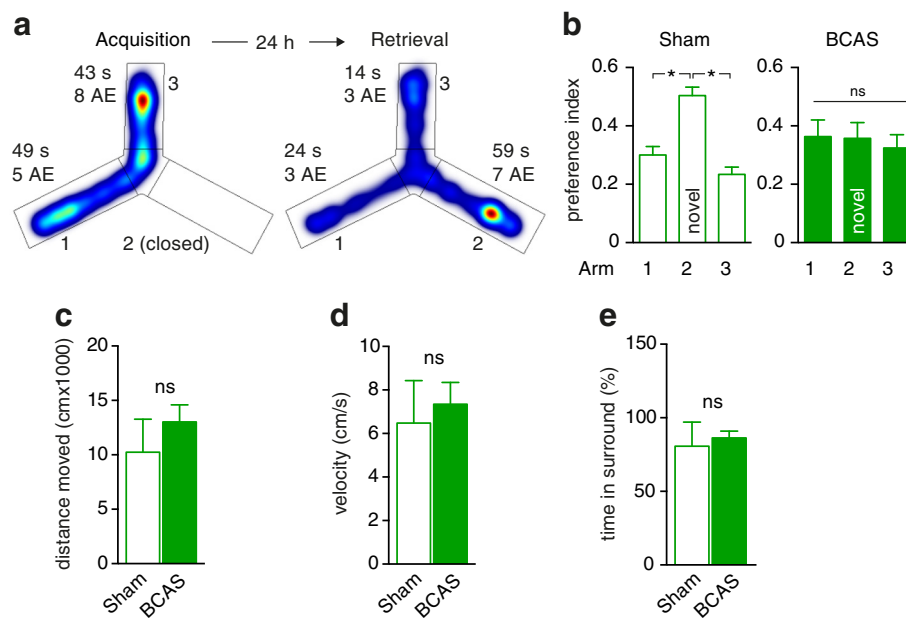 a
Acquisition
24 h
Retrieval
43 s
8 AE
3
49 s
5 AE
1
2 (closed)
14 s
3 AE
3
24 s
3 AE
59 s
7 AE
1
2
b
Sham
BCAS
preference index
0.6
0.4
0.2
0
* *
novel
Arm 1 2 3
0.6
0.4
0.2
0
ns
novel
1 2 3
c
distance moved (cmx1000)
20
15
10
5
0
ns
Sham
BCAS
d
velocity (cm/s)
10
8
6
4
2
0
ns
Sham
BCAS
e
time in surround (%)
150
100
50
0
ns
Sham
BCAS